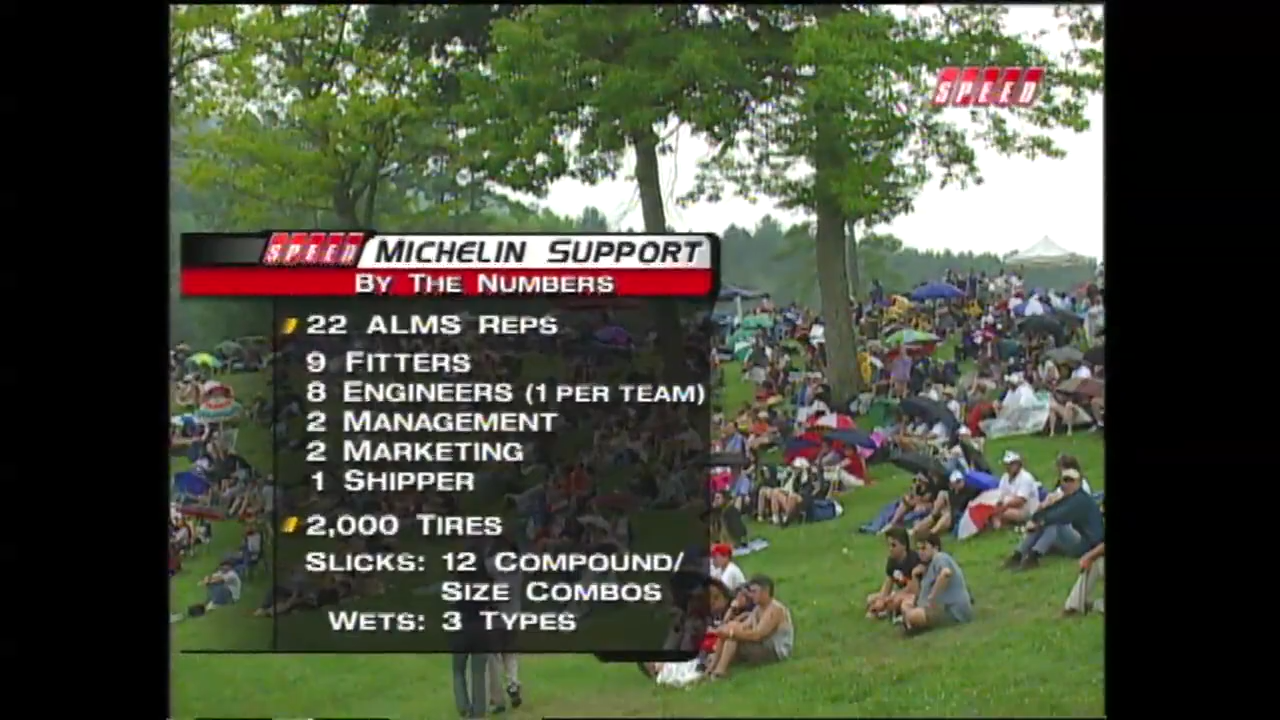 SPEED
SPEED MICHELIN SUPPORT
BY THE NUMBERS
22 ALMS REPS
9 FITTERS
8 ENGINEERS (1 PER TEAM)
2 MANAGEMENT
2 MARKETING
1 SHIPPER
2,000 TIRES
SLICKS: 12 COMPOUND/
SIZE COMBOS
WETS: 3 TYPES